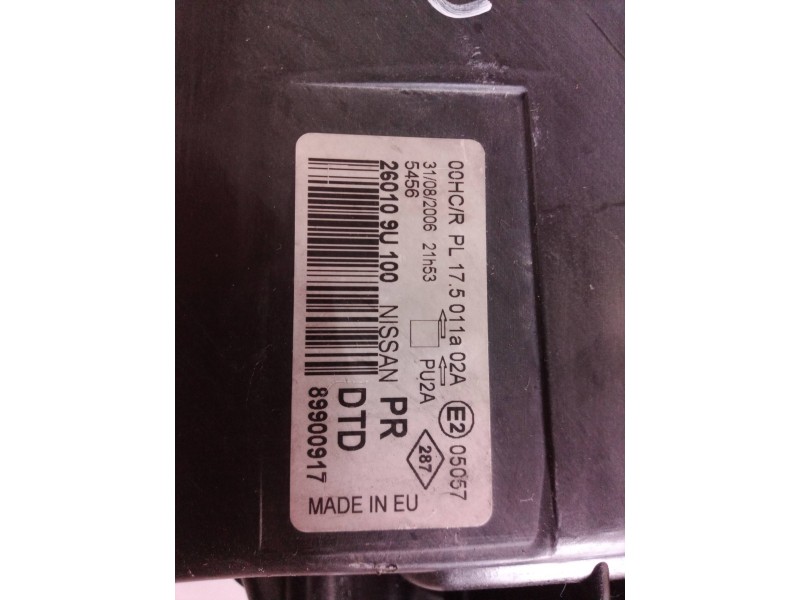 00HC/R PL 17.5 011a 02A E2 05057
31/08/2006 21h53
PU2A
5456
287
26010 9U 100 NISSAN PR
DTD
89900917
MADE IN EU
C